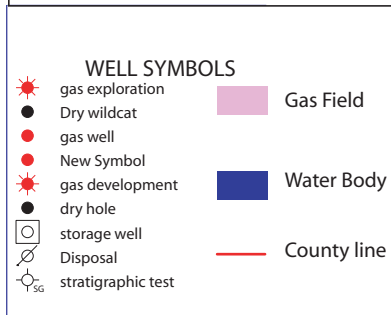 WELL SYMBOLS
gas exploration
Dry wildcat
gas well
New Symbol
gas development
dry hole
storage well
Disposal
SG stratigraphic test
Gas Field
Water Body
County line